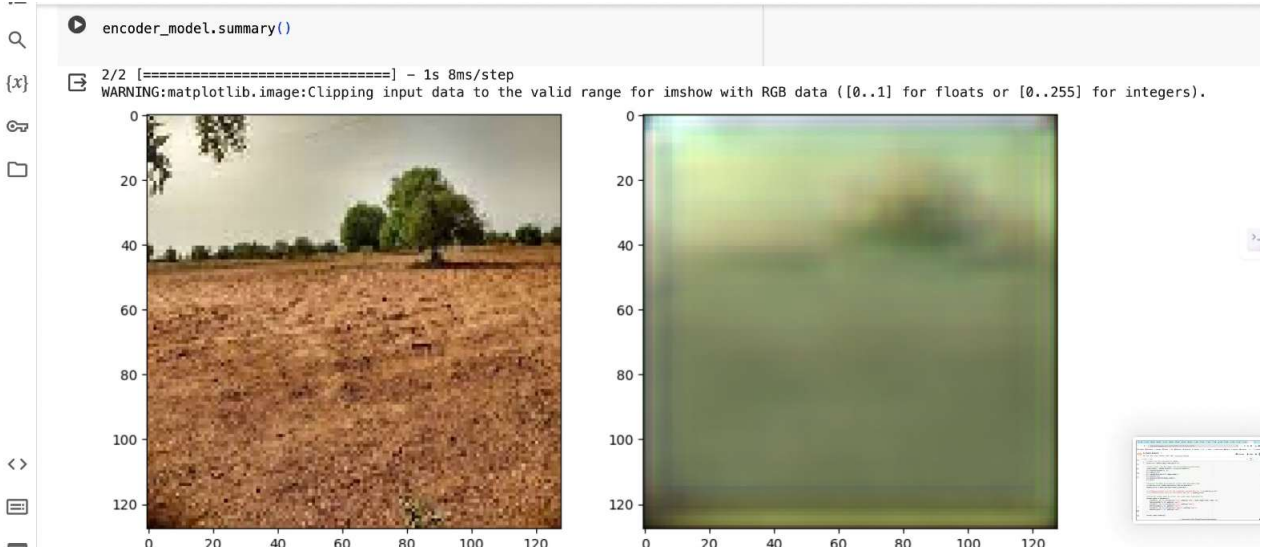 encoder_model.summary()
{x}
2/2 [==============================] - 1s 8ms/step
WARNING:matplotlib.image:Clipping input data to the valid range for imshow with RGB data ([0..1] for floats or [0..255] for integers).
0 0
20 20
40 40
60 60
80 80
100 100
120 120
0 20 40 60 80 100 120 0 20 40 60 80 100 120